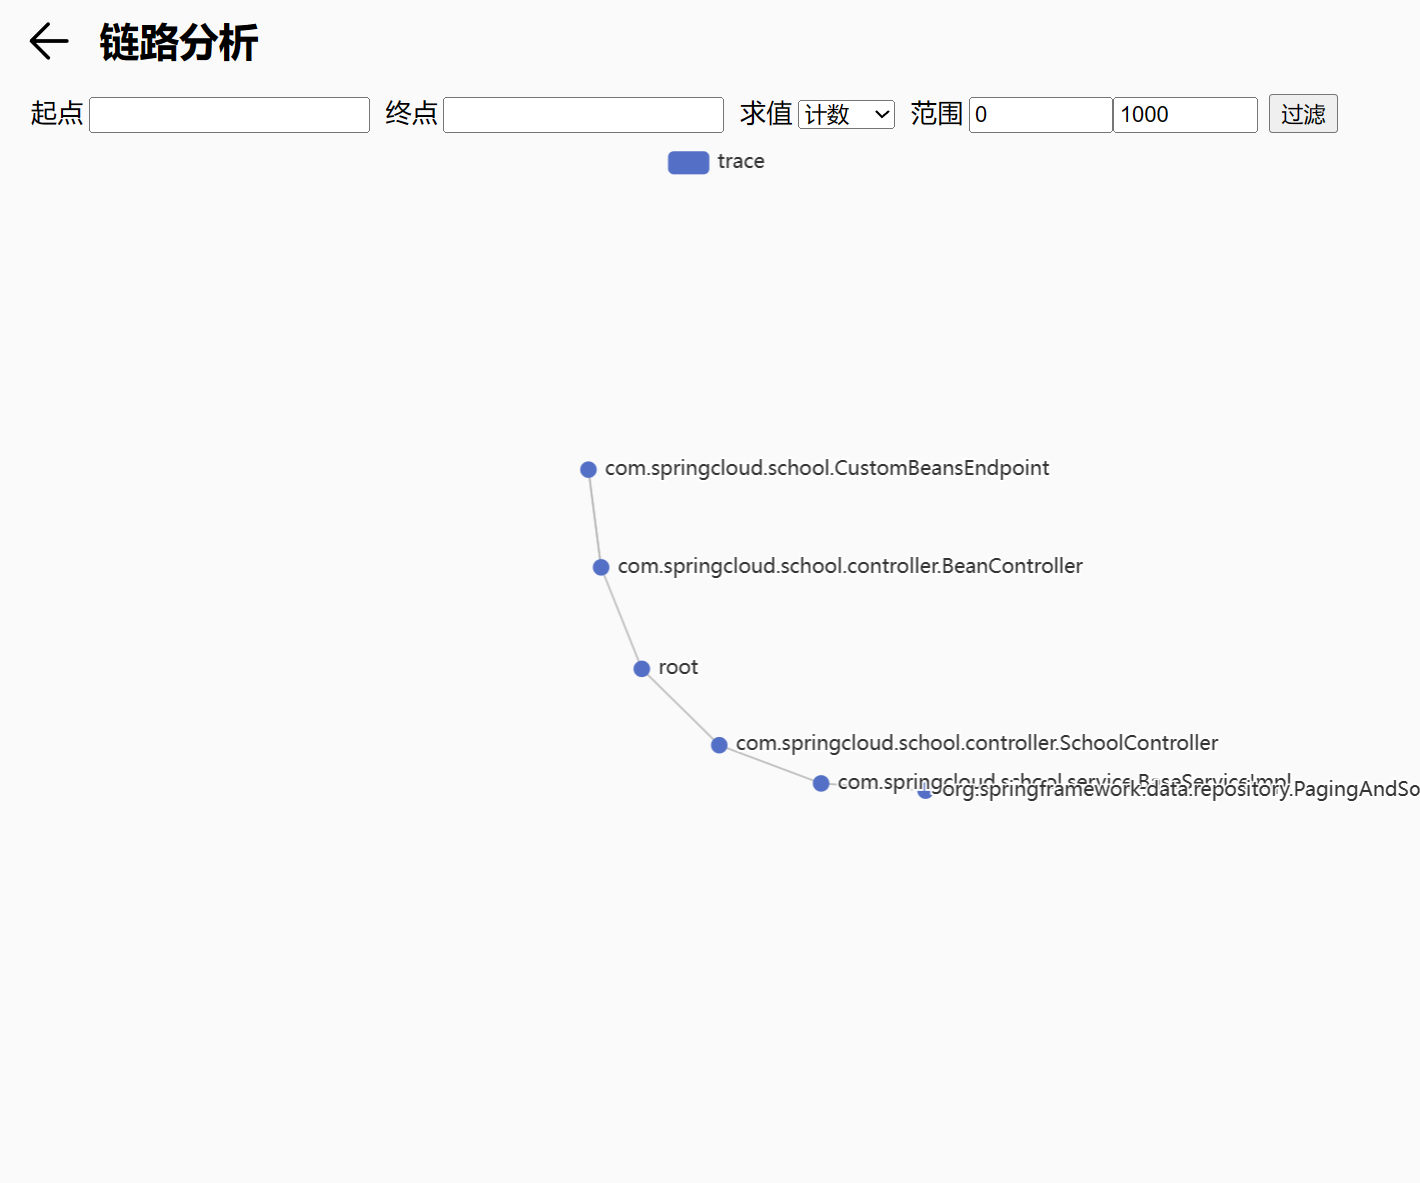 链路分析
起点 终点 求值 计数 范围 0 1000 过滤
trace
com.springcloud.school.CustomBeansEndpoint
com.springcloud.school.controller.BeanController
root
com.springcloud.school.controller.SchoolController
com.springcloud.school.service.BaseServiceImpl
org.springframework.data.repository.PagingAndSo